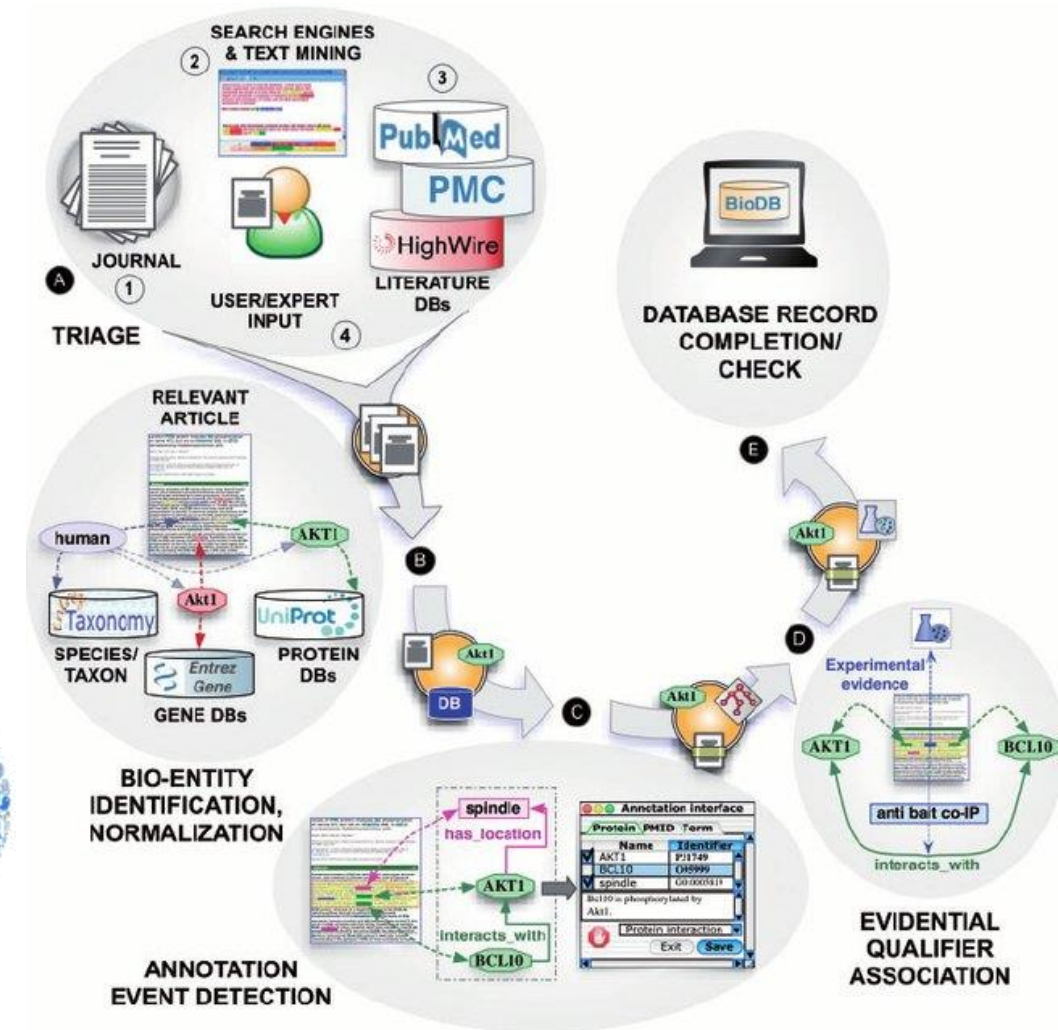 SEARCH ENGINES
& TEXT MINING
2
3
PubMed
PMC
HighWire
LITERATURE
DBs
JOURNAL
1
A
USER/EXPERT
INPUT
4
TRIAGE
BioDB
DATABASE RECORD
COMPLETION/
CHECK
RELEVANT
ARTICLE
human
AKT1
Akt1
Taxonomy
UniProt
SPECIES/
TAXON
PROTEIN
DBs
Entrez
Gene
GENE DBs
BIO-ENTITY
IDENTIFICATION,
NORMALIZATION
B
Akt1
DB
C
Akt1
D
Akt1
E
Experimental
evidence
AKT1
BCL10
anti bait co-IP
interacts_with
EVIDENTIAL
QUALIFIER
ASSOCIATION
spindle
has_location
AKT1
interacts_with
BCL10
Annotation interface
Protein PMID Term
Name Identifier
AKT1
BCL10
spindle
Bcl10 is phosphorylated by
Akt1.
Protein interaction
Exit Save
ANNOTATION
EVENT DETECTION